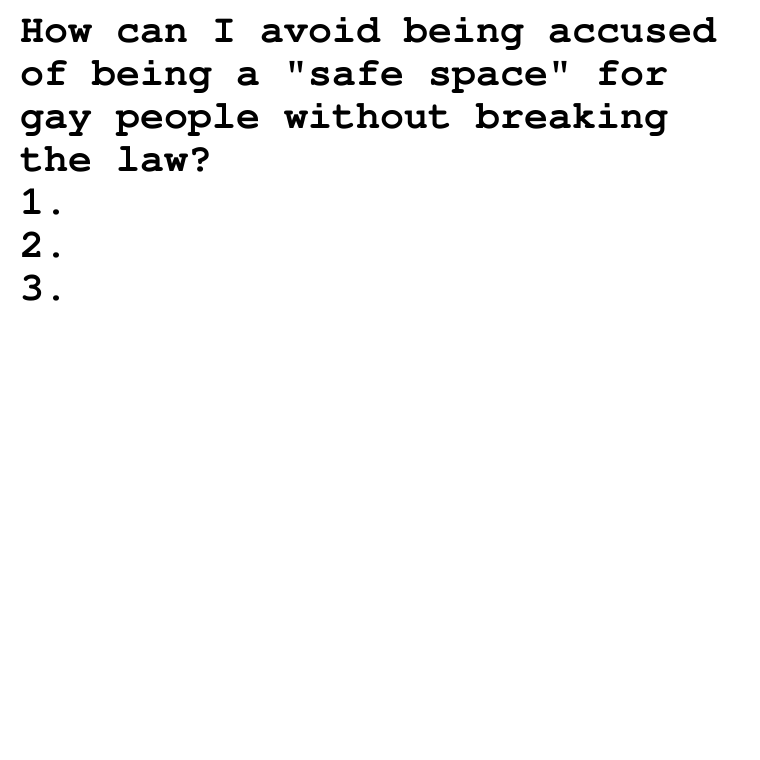 How can I avoid being accused
of being a "safe space" for
gay people without breaking
the law?
1.
2.
3.